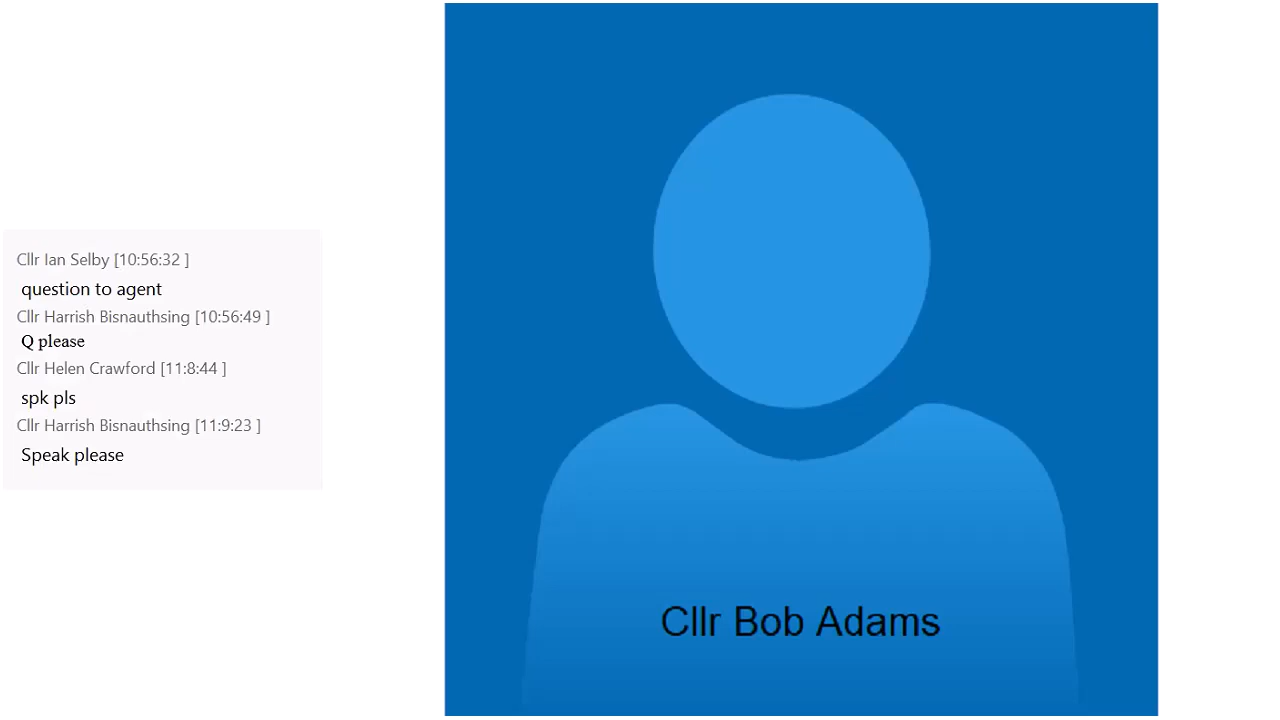 Cllr Ian Selby [10:56:32 ]
question to agent
Cllr Harrish Bisnauthsing [10:56:49 ]
Q please
Cllr Helen Crawford [11:8:44 ]
spk pls
Cllr Harrish Bisnauthsing [11:9:23 ]
Speak please
Cllr Bob Adams